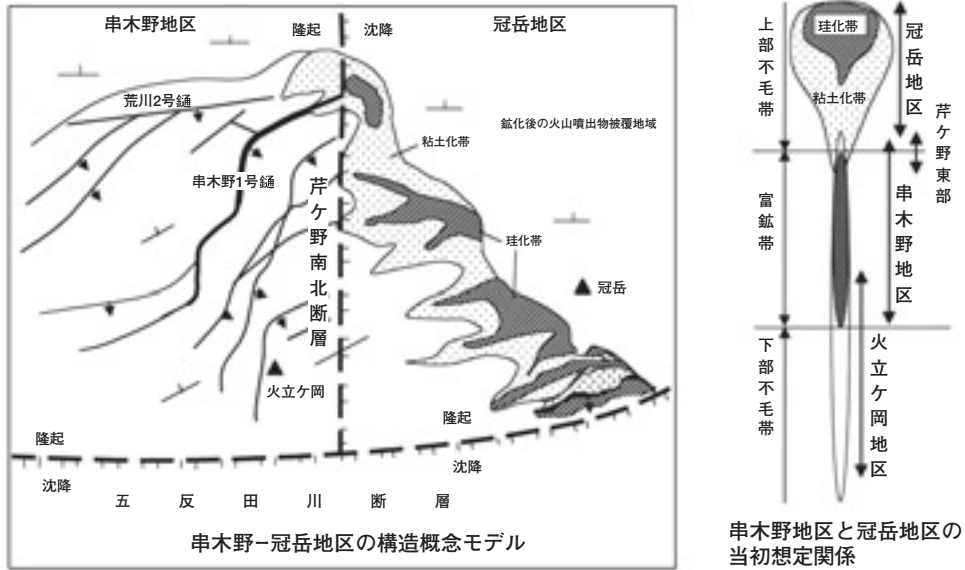 串木野地区
隆起
沈降
冠岳地区
荒川2号鎚
鉱化後の火山噴出物被覆地域
粘土化帯
串木野1号鎚
芹ケ野南北断層
珪化帯
冠岳
火立ケ岡
隆起
隆起
沈降
沈降
五反田川断層
串木野−冠岳地区の構造概念モデル
上部不毛帯
珪化帯
粘土化帯
冠岳地区
芹ケ野東部
富鉱帯
串木野地区
下部不毛帯
火立ケ岡地区
串木野地区と冠岳地区の
当初想定関係